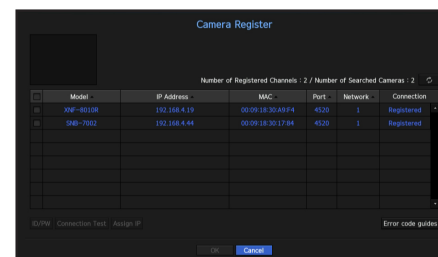 Camera Register
Number of Registered Channels : 2 / Number of Searched Cameras : 2
Model IP Address MAC Port Network Connection
XNF-8010R 192.168.4.19 00:09:18:30:A9:F4 4520 1 Registered
SNB-7002 192.168.4.44 00:09:18:30:17:84 4520 1 Registered
ID/PW Connection Test Assign IP Error code guides
OK Cancel